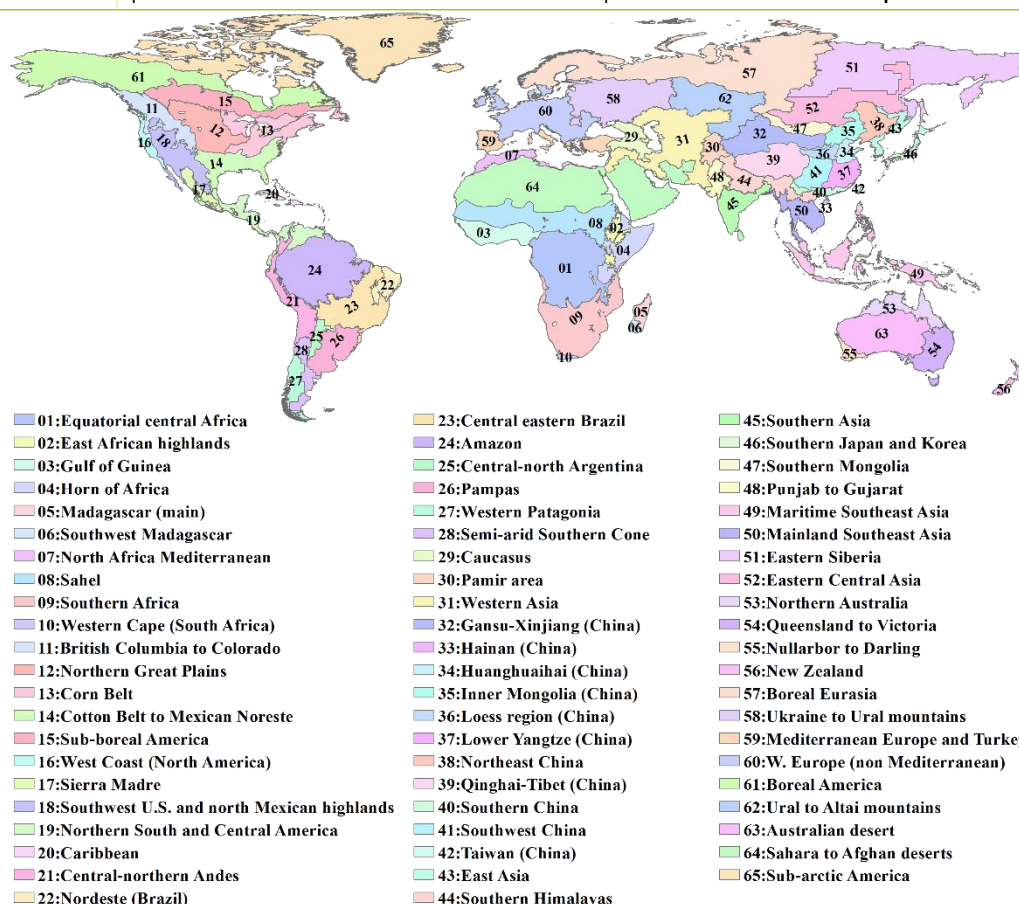 65
61
57
51
15
11
58
62
52
60
12
13
47
38
43
16
18
59
29
31
32
35
46
14
07
30
39
36
34
17
64
48
44
41
37
20
40
42
19
03
08
02
45
33
50
04
24
01
49
22
21
23
09
05
53
25
06
63
28
26
10
55
54
27
56
01:Equatorial central Africa
02:East African highlands
03:Gulf of Guinea
04:Horn of Africa
05:Madagascar (main)
06:Southwest Madagascar
07:North Africa Mediterranean
08:Sahel
09:Southern Africa
10:Western Cape (South Africa)
11:British Columbia to Colorado
12:Northern Great Plains
13:Corn Belt
14:Cotton Belt to Mexican Noreste
15:Sub-boreal America
16:West Coast (North America)
17:Sierra Madre
18:Southwest U.S. and north Mexican highlands
19:Northern South and Central America
20:Caribbean
21:Central-northern Andes
22:Nordeste (Brazil)
23:Central eastern Brazil
24:Amazon
25:Central-north Argentina
26:Pampas
27:Western Patagonia
28:Semi-arid Southern Cone
29:Caucasus
30:Pamir area
31:Western Asia
32:Gansu-Xinjiang (China)
33:Hainan (China)
34:Huanghuaihai (China)
35:Inner Mongolia (China)
36:Loess region (China)
37:Lower Yangtze (China)
38:Northeast China
39:Qinghai-Tibet (China)
40:Southern China
41:Southwest China
42:Taiwan (China)
43:East Asia
44:Southern Himalayas
45:Southern Asia
46:Southern Japan and Korea
47:Southern Mongolia
48:Punjab to Gujarat
49:Maritime Southeast Asia
50:Mainland Southeast Asia
51:Eastern Siberia
52:Eastern Central Asia
53:Northern Australia
54:Queensland to Victoria
55:Nullarbor to Darling
56:New Zealand
57:Boreal Eurasia
58:Ukraine to Ural mountains
59:Mediterranean Europe and Turke
60:W. Europe (non Mediterranean)
61:Boreal America
62:Ural to Altai mountains
63:Australian desert
64:Sahara to Afghan deserts
65:Sub-arctic America